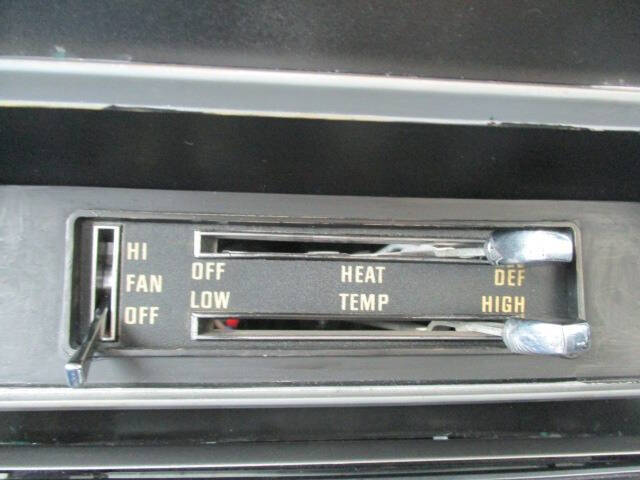 HI
FAN
OFF
OFF HEAT DEF
LOW TEMP HIGH